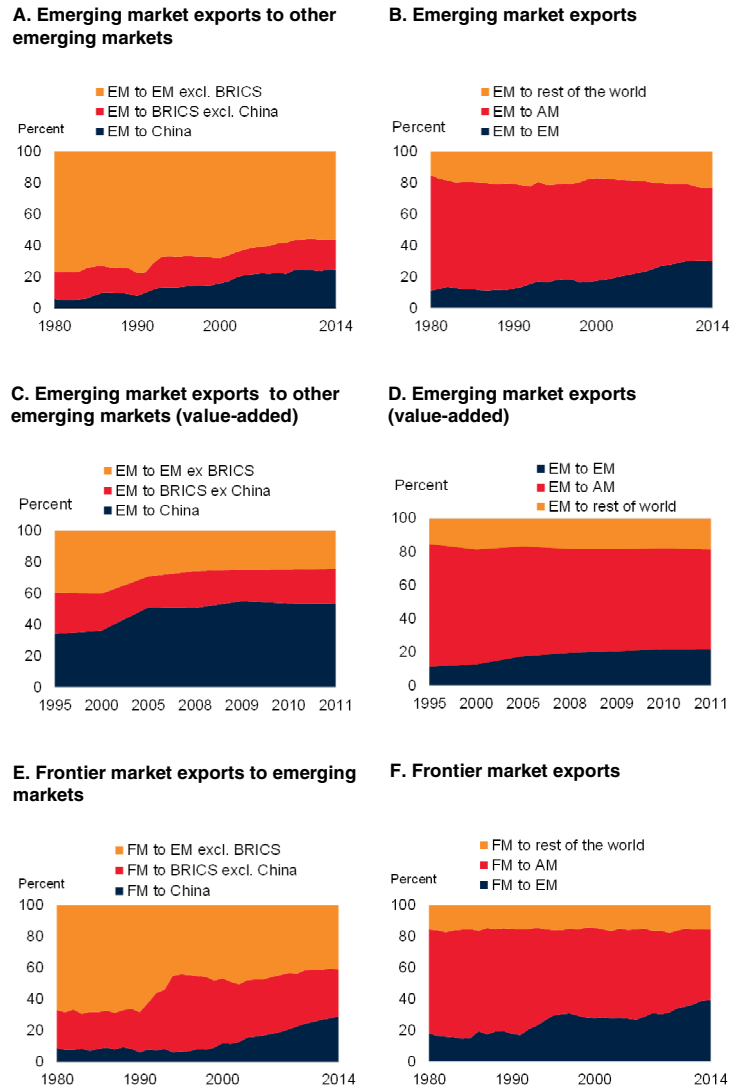 A. Emerging market exports to other
emerging markets
EM to EM excl. BRICS
EM to BRICS excl. China
EM to China
Percent
100
80
60
40
20
0
1980 1990 2000 2014
B. Emerging market exports
EM to rest of the world
EM to AM
EM to EM
Percent
100
80
60
40
20
0
1980 1990 2000 2014
C. Emerging market exports to other
emerging markets (value-added)
EM to EM ex BRICS
EM to BRICS ex China
EM to China
Percent
100
80
60
40
20
0
1995 2000 2005 2008 2009 2010 2011
D. Emerging market exports
(value-added)
EM to EM
EM to AM
EM to rest of world
Percent
100
80
60
40
20
0
1995 2000 2005 2008 2009 2010 2011
E. Frontier market exports to emerging
markets
FM to EM excl. BRICS
FM to BRICS excl. China
FM to China
Percent
100
80
60
40
20
0
1980 1990 2000 2014
F. Frontier market exports
FM to rest of the world
FM to AM
FM to EM
Percent
100
80
60
40
20
0
1980 1990 2000 2014